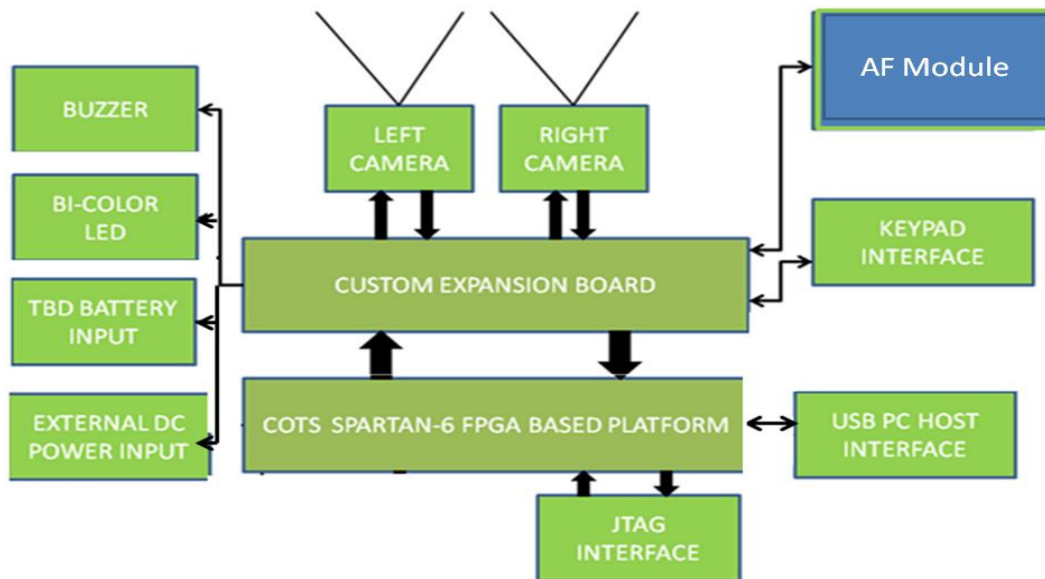 BUZZER
LEFT
CAMERA
RIGHT
CAMERA
AF Module
BI-COLOR
LED
KEYPAD
INTERFACE
CUSTOM EXPANSION BOARD
TBD BATTERY
INPUT
EXTERNAL DC
POWER INPUT
COTS SPARTAN-6 FPGA BASED PLATFORM
USB PC HOST
INTERFACE
JTAG
INTERFACE